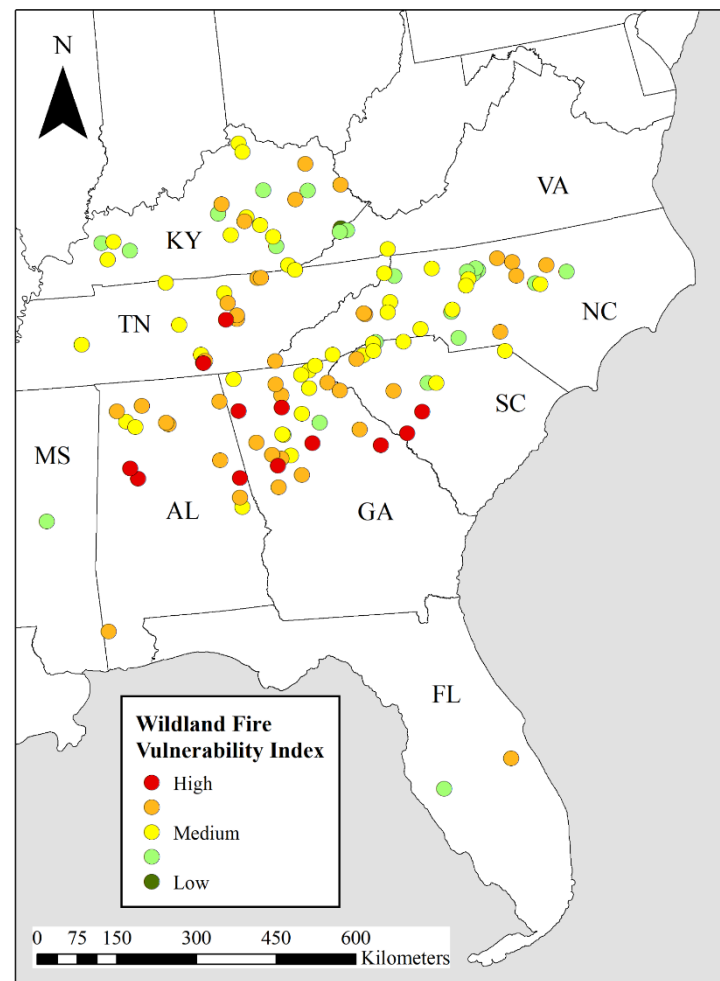 N
VA
KY
TN
NC
SC
MS
AL
GA
FL
Wildland Fire
Vulnerability Index
High
Medium
Low
0 75 150 300 450 600
Kilometers